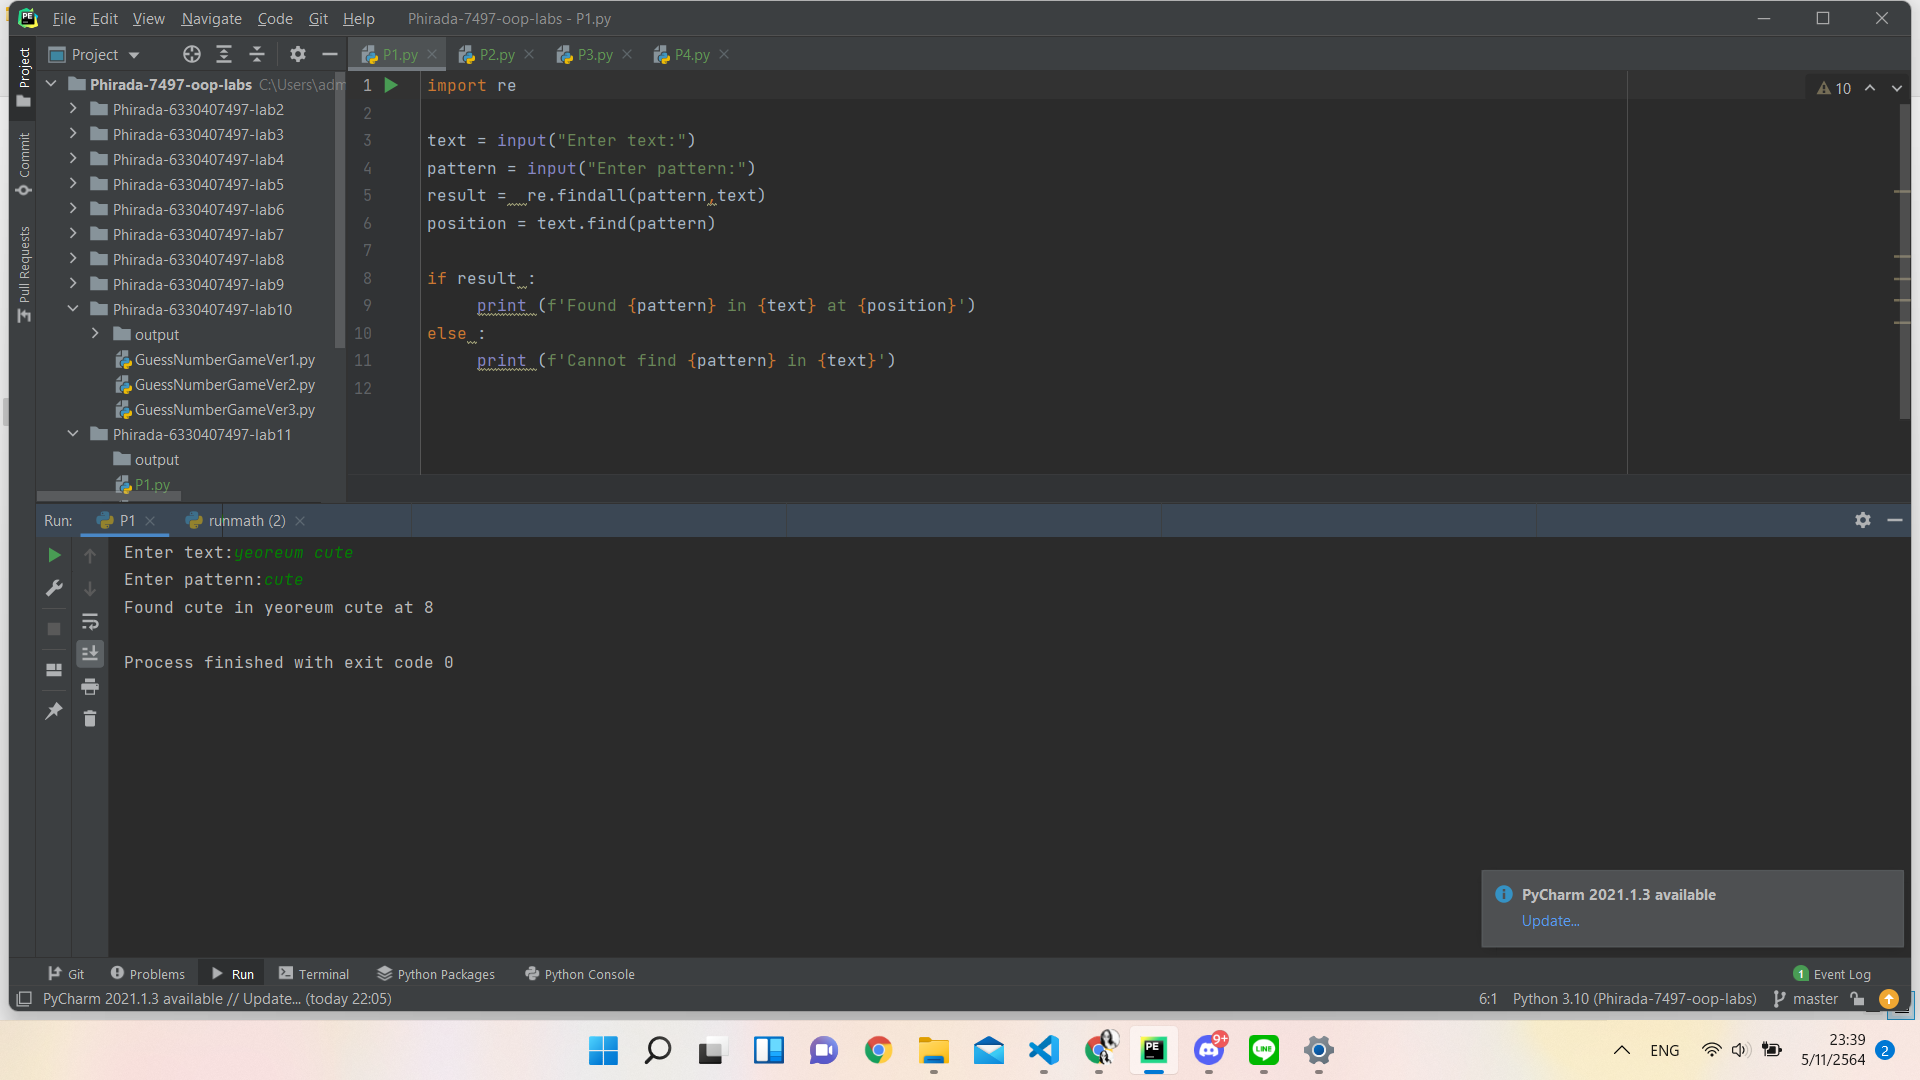 File Edit View Navigate Code Git Help Phirada-7497-oop-labs - P1.py
Project
P1.py P2.py P3.py P4.py
Project
Commit
Pull Requests
Phirada-7497-oop-labs C:\Users\adm
Phirada-6330407497-lab2
Phirada-6330407497-lab3
Phirada-6330407497-lab4
Phirada-6330407497-lab5
Phirada-6330407497-lab6
Phirada-6330407497-lab7
Phirada-6330407497-lab8
Phirada-6330407497-lab9
Phirada-6330407497-lab10
output
GuessNumberGameVer1.py
GuessNumberGameVer2.py
GuessNumberGameVer3.py
Phirada-6330407497-lab11
output
P1.py
1 import re
2
3 text = input("Enter text:")
4 pattern = input("Enter pattern:")
5 result =  re.findall(pattern,text)
6 position = text.find(pattern)
7
8 if result :
9 print (f'Found {pattern} in {text} at {position}')
10 else :
11 print (f'Cannot find {pattern} in {text}')
12
10
Run: P1 runmath (2)
Enter text:yeoreum cute
Enter pattern:cute
Found cute in yeoreum cute at 8
Process finished with exit code 0
PyCharm 2021.1.3 available
Update...
Git Problems Run Terminal Python Packages Python Console 1 Event Log
PyCharm 2021.1.3 available // Update... (today 22:05) 6:1 Python 3.10 (Phirada-7497-oop-labs) master
PE
9+
LINE
ENG
23:39
5/11/2564
2